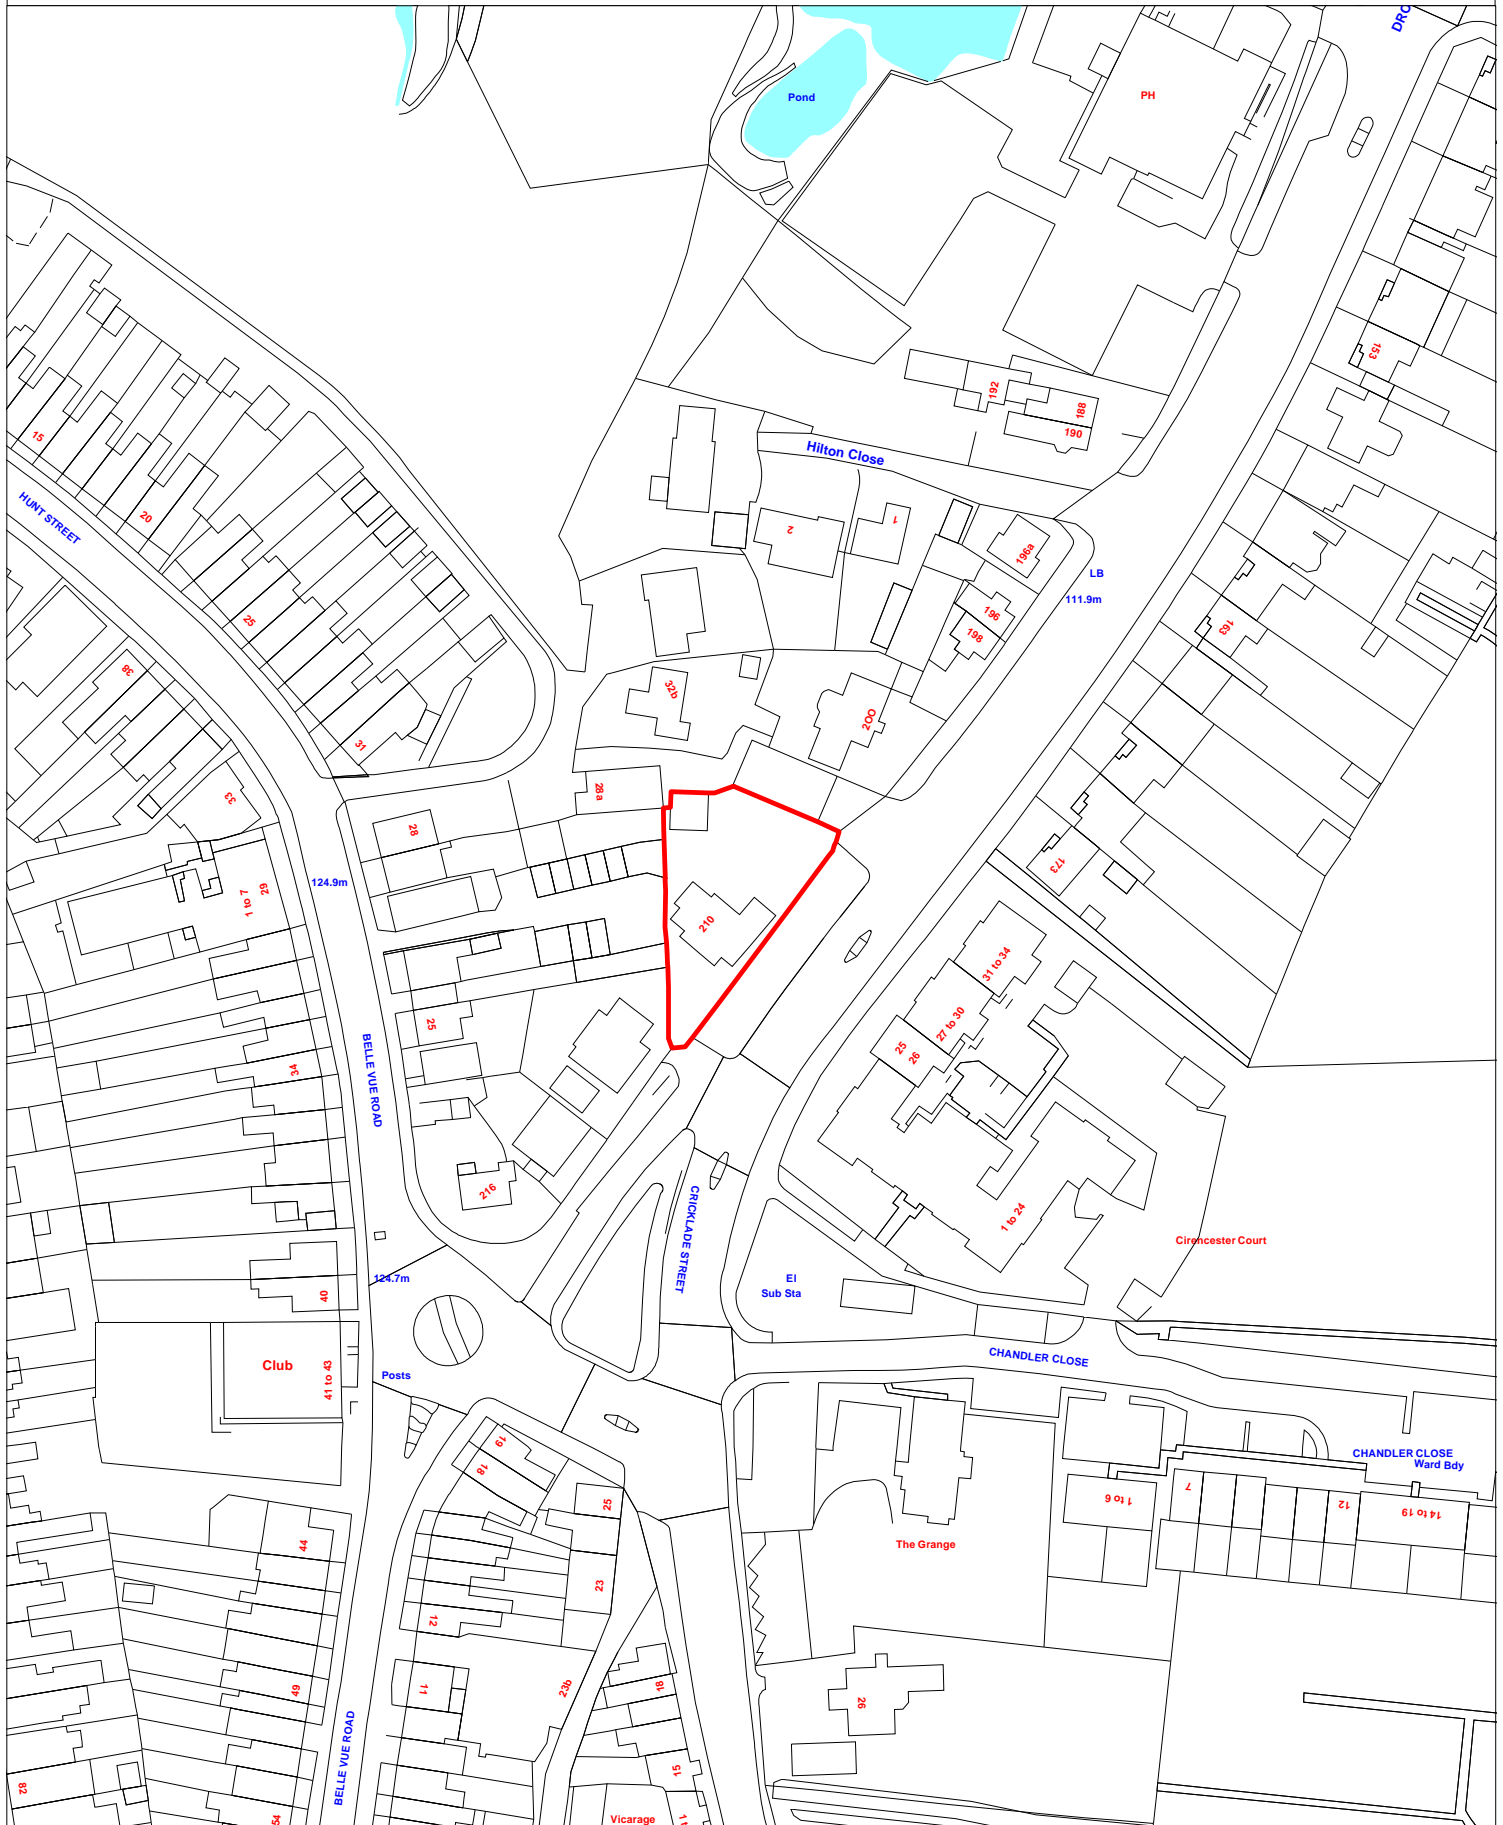 DRO
Pond
PH
153
192
188
190
Hilton Close
15
20
HUNT STREET
2
1
196a
LB
111.9m
196
198
25
163
38
32b
200
31
33
28a
28
173
124.9m
29
1 to 7
210
31 to 34
27 to 30
25
26
25
34
BELLE VUE ROAD
216
CRICKLADE STREET
1 to 24
Cirencester Court
124.7m
El
Sub Sta
40
CHANDLER CLOSE
Club
41 to 43
Posts
19
18
CHANDLER CLOSE
Ward Bdy
25
1 to 6
7
12
14 to 19
44
The Grange
23
12
11
23b
18
49
26
BELLE VUE ROAD
15
82
54
Vicarage
1 t